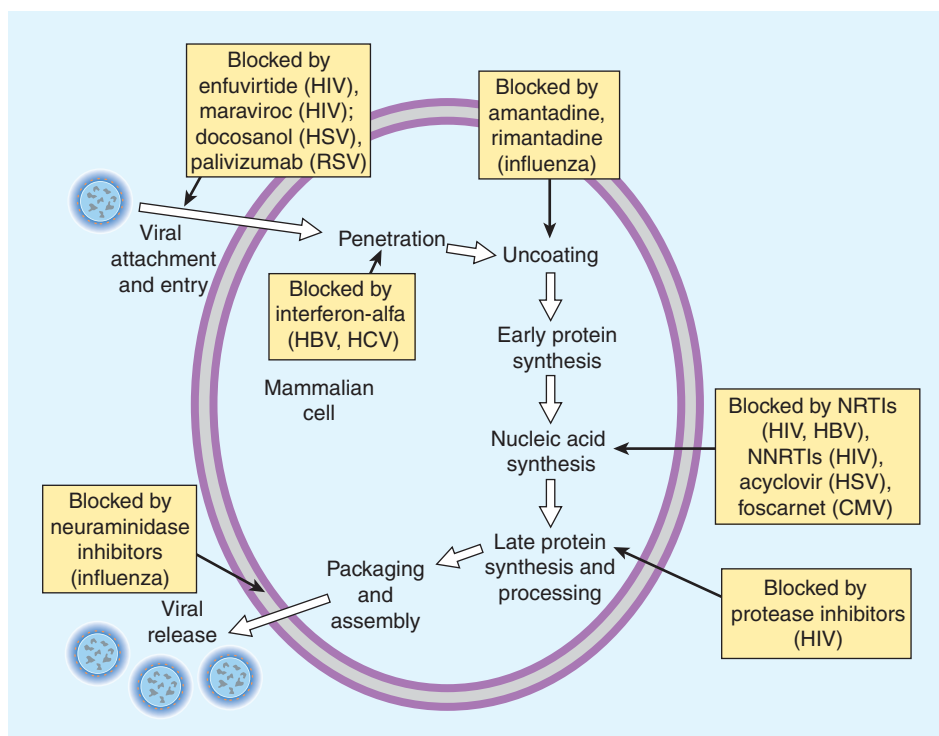 Blocked by
enfuvirtide (HIV),
maraviroc (HIV);
docosanol (HSV),
palivizumab (RSV)
Blocked by
amantadine,
rimantadine
(influenza)
Viral
attachment
and entry
Penetration
Uncoating
Blocked by
interferon-alfa
(HBV, HCV)
Early protein
synthesis
Mammalian
cell
Nucleic acid
synthesis
Blocked by NRTIs
(HIV, HBV),
NNRTIs (HIV),
acyclovir (HSV),
foscarnet (CMV)
Blocked by
neuraminidase
inhibitors
(influenza)
Late protein
synthesis and
processing
Packaging
and
assembly
Blocked by
protease inhibitors
(HIV)
Viral
release